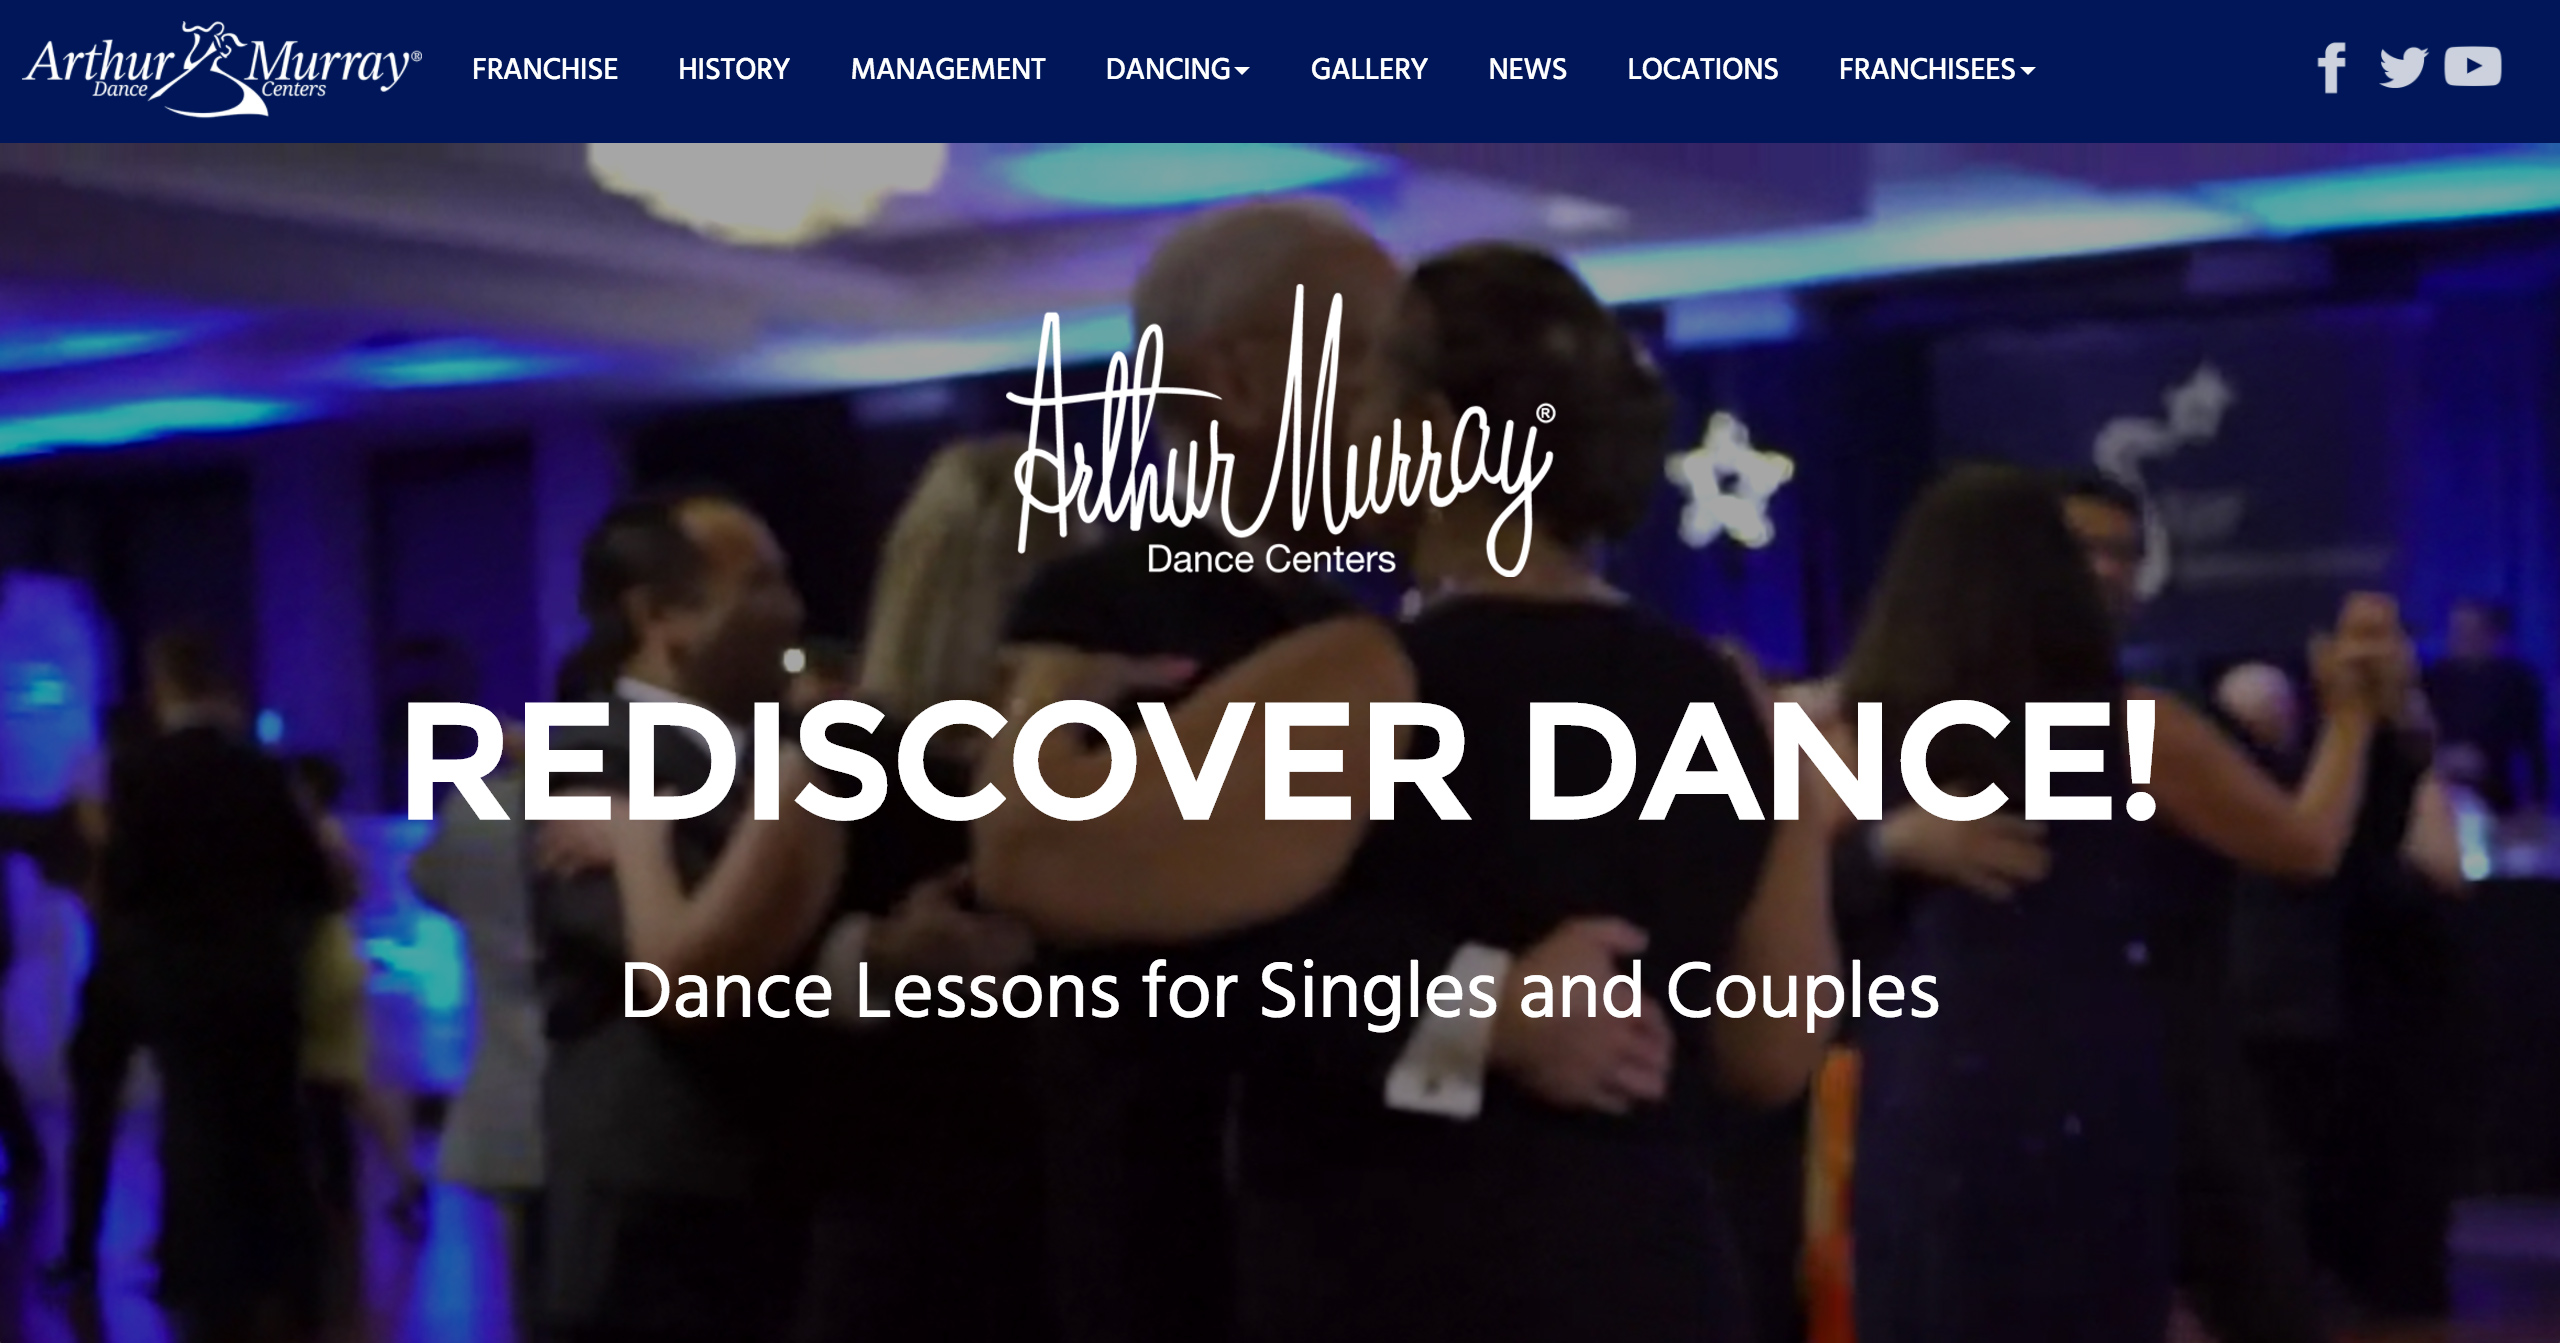 Arthur Murray®
Dance Centers
FRANCHISE HISTORY MANAGEMENT DANCING GALLERY NEWS LOCATIONS FRANCHISEES
Arthur Murray®
Dance Centers
REDISCOVER DANCE!
Dance Lessons for Singles and Couples